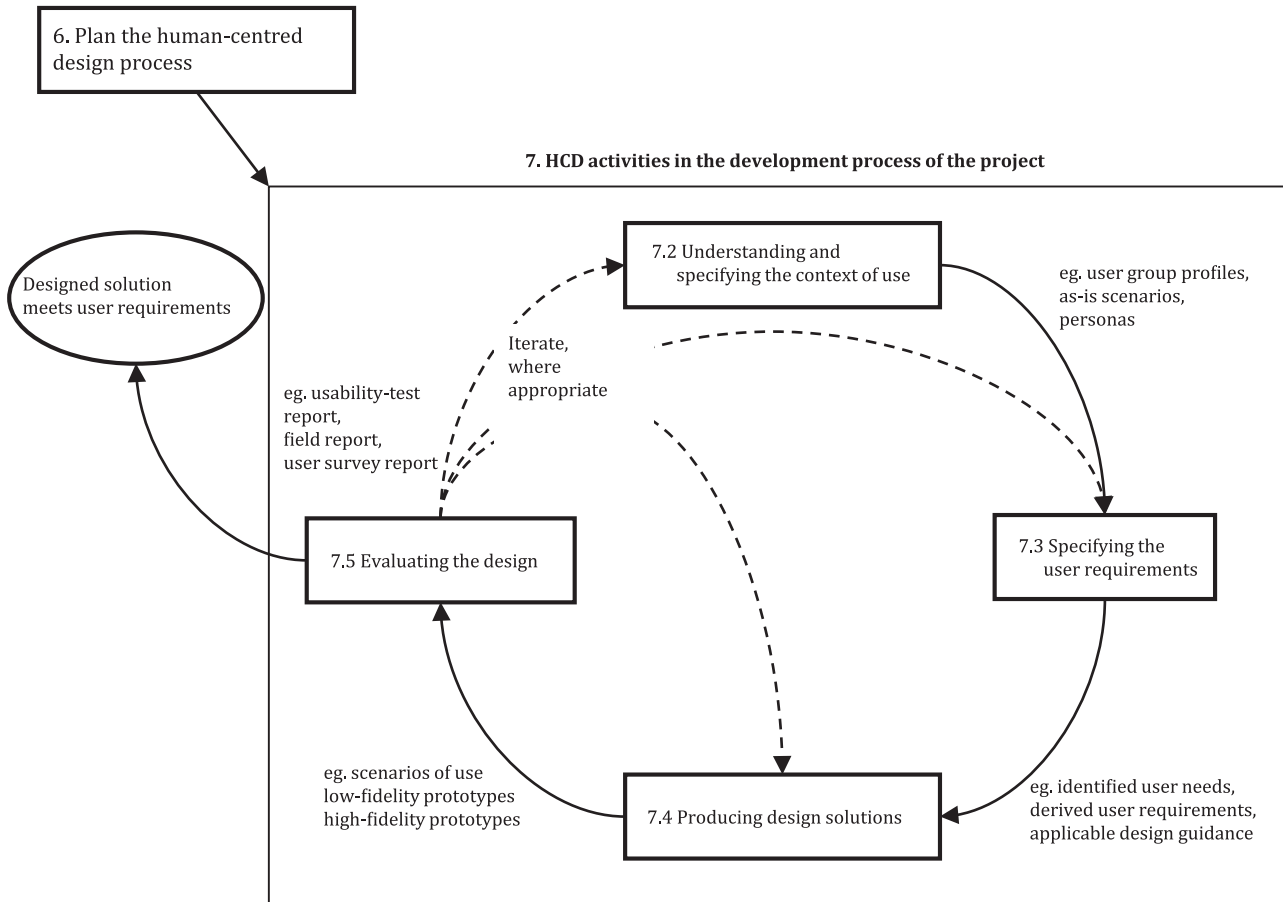 6. Plan the human-centred
design process
7. HCD activities in the development process of the project
7.2 Understanding and
specifying the context of use
eg. user group profiles,
as-is scenarios,
personas
Designed solution
meets user requirements
Iterate,
where
appropriate
eg. usability-test
report,
field report,
user survey report
7.5 Evaluating the design
7.3 Specifying the
user requirements
eg. scenarios of use
low-fidelity prototypes
high-fidelity prototypes
7.4 Producing design solutions
eg. identified user needs,
derived user requirements,
applicable design guidance